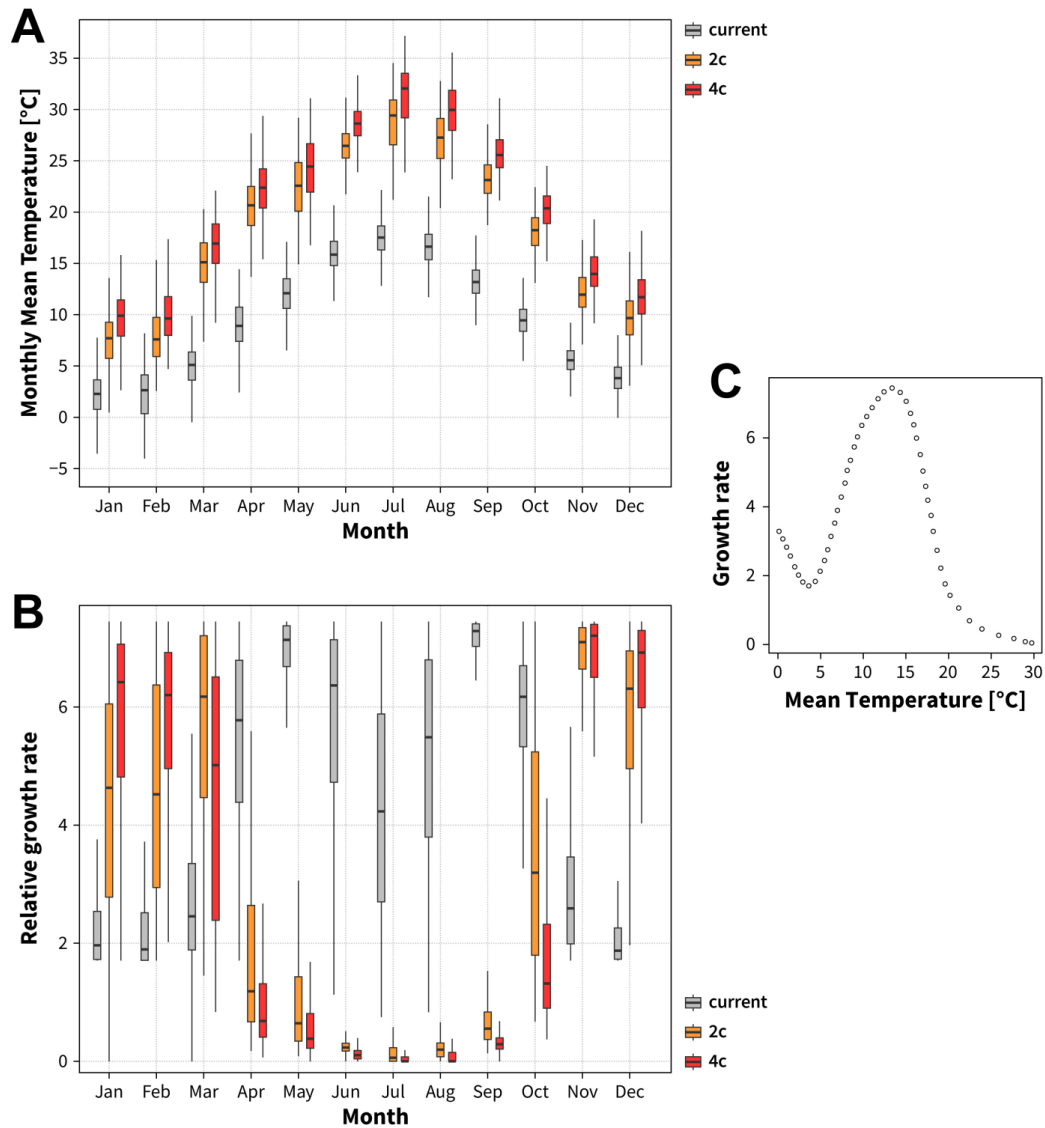 A
Monthly Mean Temperature [°C]
35
30
25
20
15
10
5
0
−5
Jan Feb Mar Apr May Jun Jul Aug Sep Oct Nov Dec
Month
current
2c
4c
B
Relative growth rate
6
4
2
0
Jan Feb Mar Apr May Jun Jul Aug Sep Oct Nov Dec
Month
current
2c
4c
C
Growth rate
6
4
2
0
0 5 10 15 20 25 30
Mean Temperature [°C]